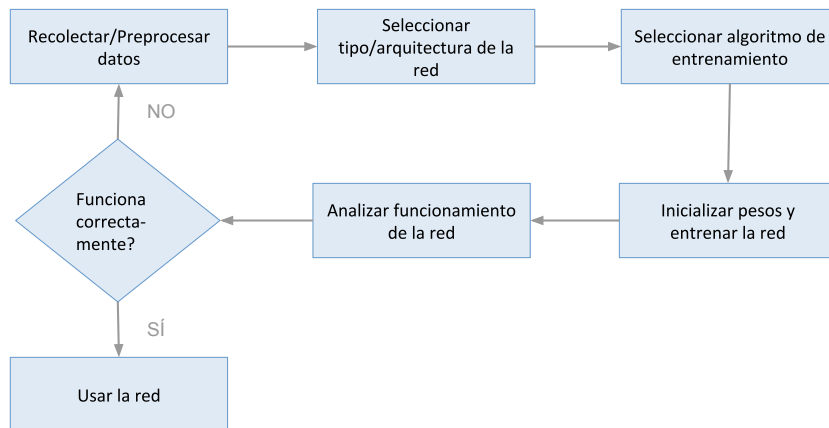 Recolectar/Preprocesar
datos
Seleccionar
tipo/arquitectura de la
red
Seleccionar algoritmo de
entrenamiento
NO
Funciona
correcta-
mente?
Analizar funcionamiento
de la red
Inicializar pesos y
entrenar la red
SÍ
Usar la red